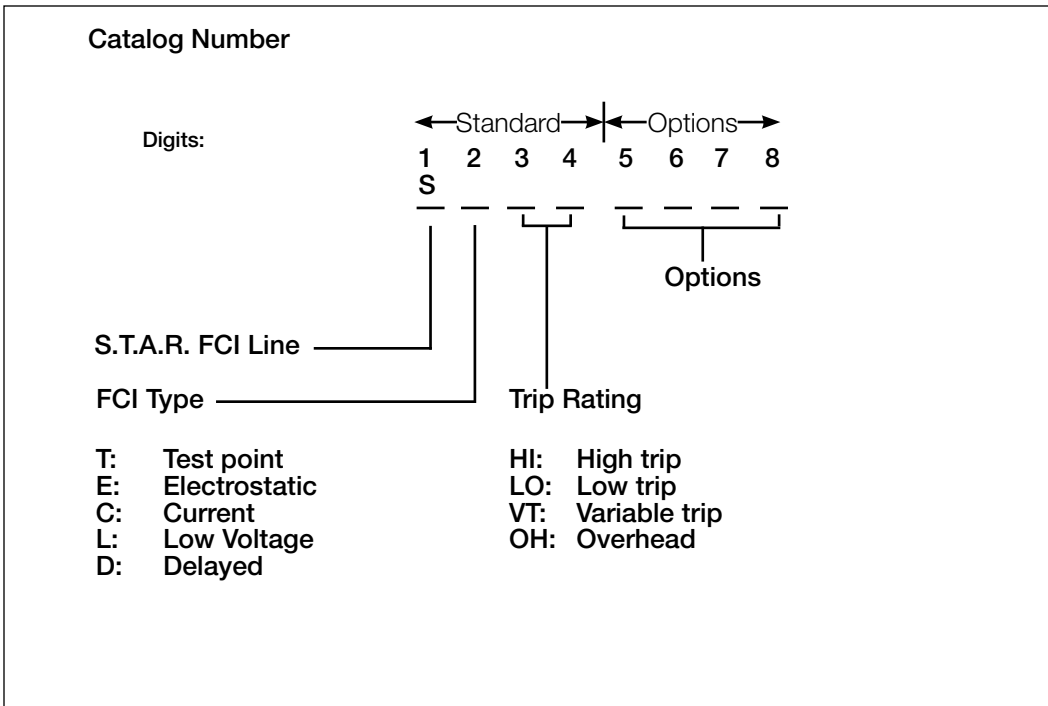 Catalog Number
Standard Options
Digits:
1 2 3 4 5 6 7 8
S
Options
S.T.A.R. FCI Line
FCI Type Trip Rating
T: Test point HI: High trip
E: Electrostatic LO: Low trip
C: Current VT: Variable trip
L: Low Voltage OH: Overhead
D: Delayed